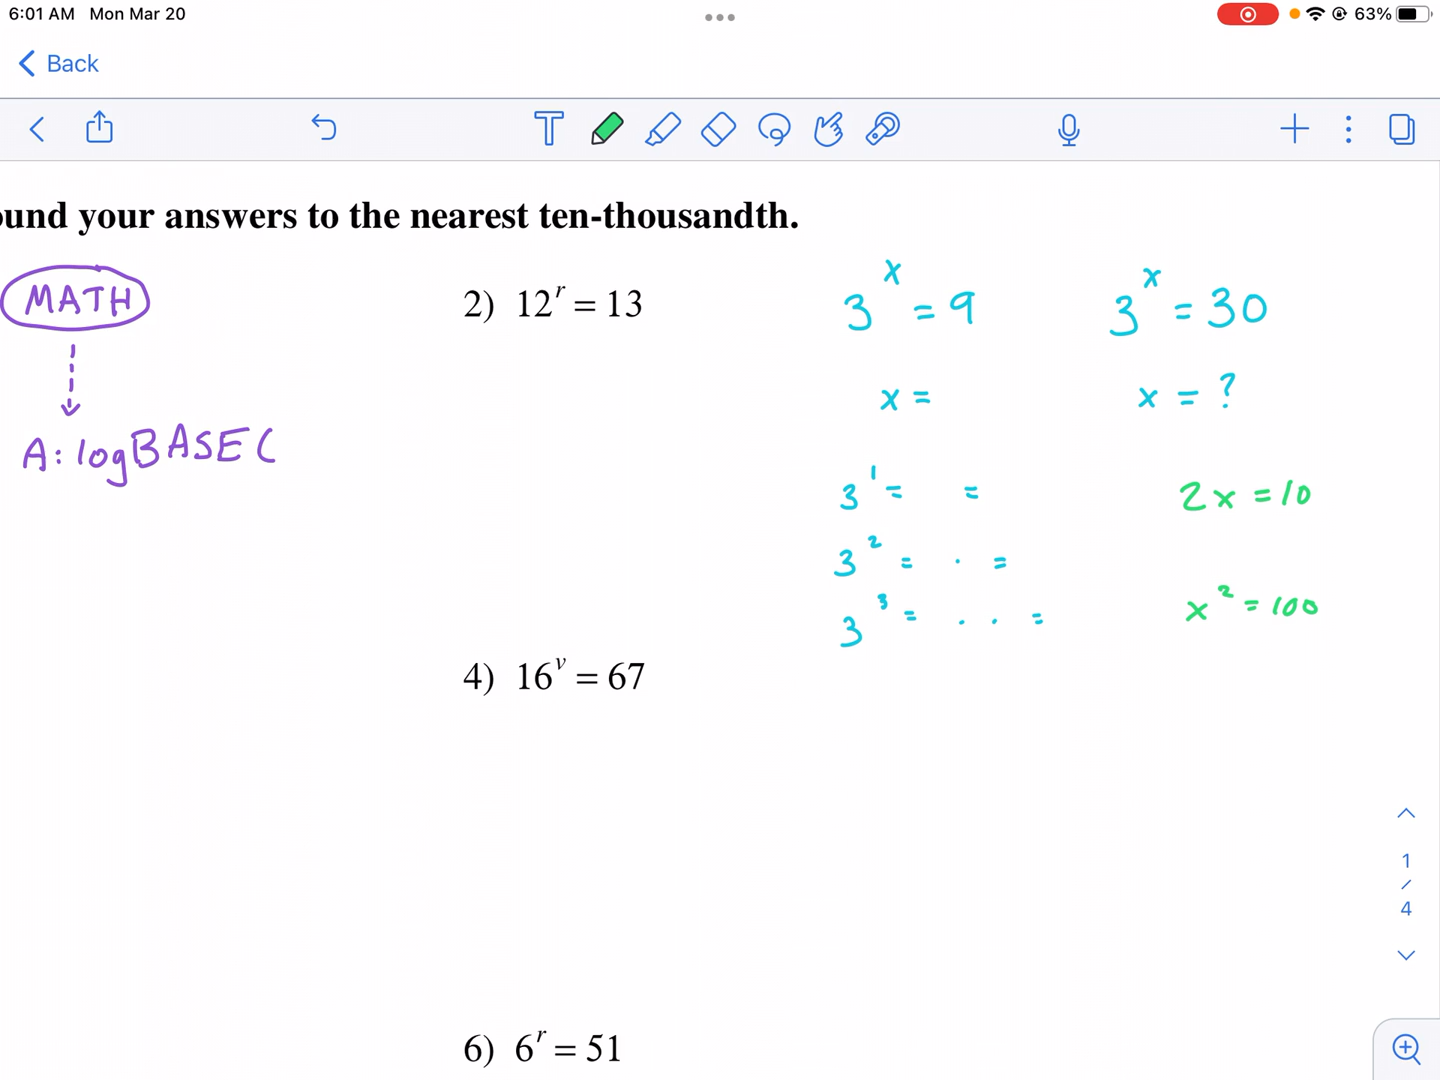 6:01 AM Mon Mar 20
63%
Back
ound your answers to the nearest ten-thousandth.
MATH
A: logBASE(
2) 12^r = 13
3^x = 9
3^x = 30
x =
x = ?
3^1 = =
3^2 = · =
3^3 = · · =
2x = 10
x^2 = 100
4) 16^v = 67
6) 6^r = 51
1
/
4